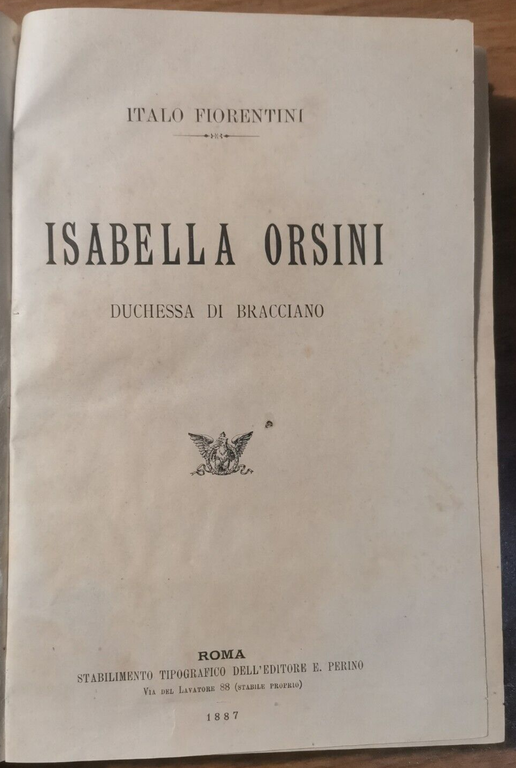 ITALO FIORENTINI
ISABELLA ORSINI
DUCHESSA DI BRACCIANO
ROMA
STABILIMENTO TIPOGRAFICO DELL'EDITORE E. PERINO
VIA DEL LAVATORE 88 (STABILE PROPRIO)
1887